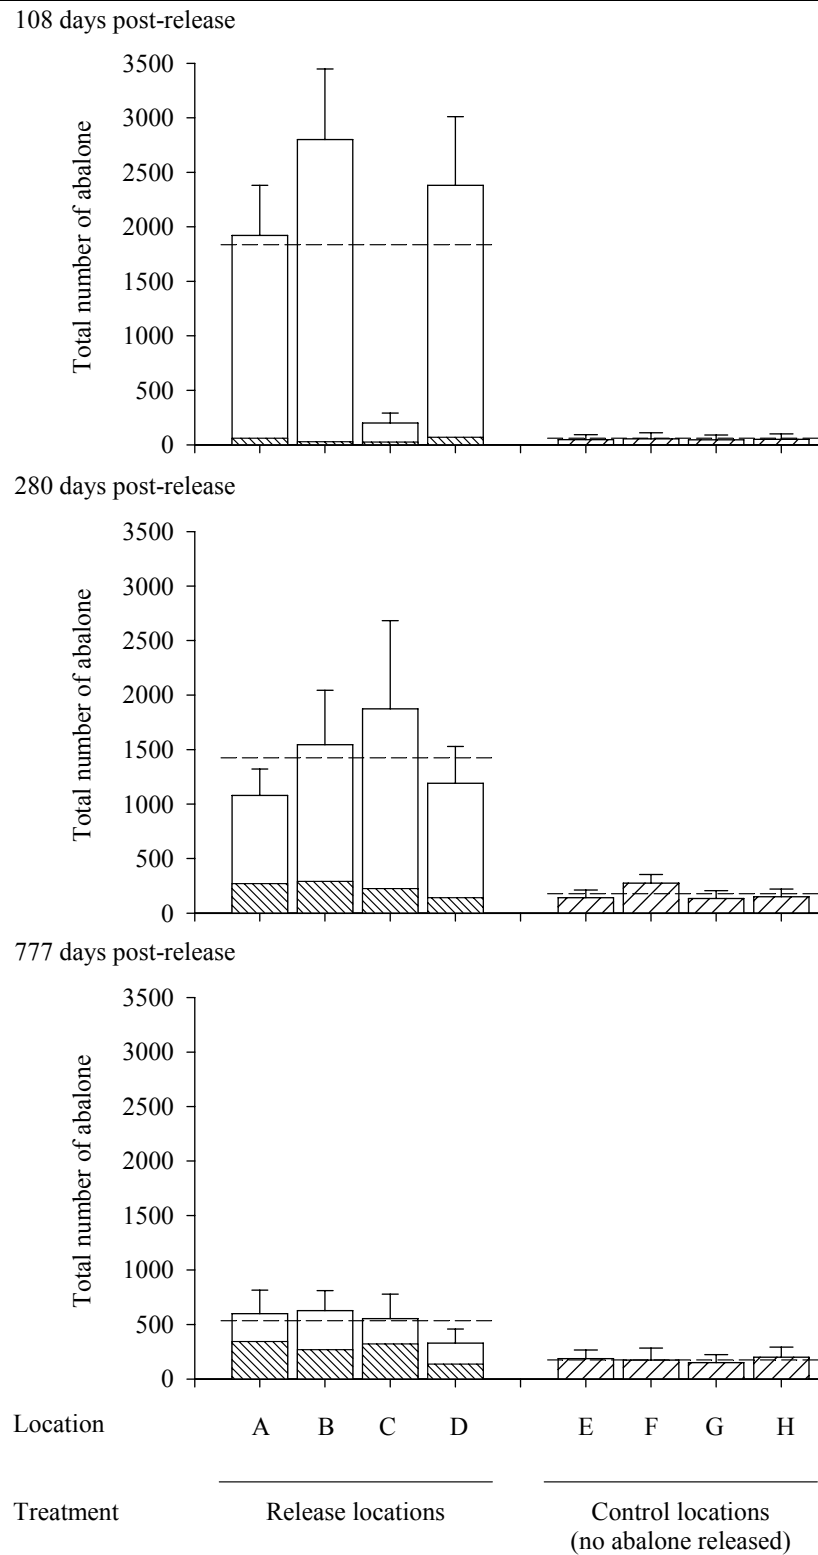 108 days post-release
Total number of abalone
3500
3000
2500
2000
1500
1000
500
0
280 days post-release
Total number of abalone
3500
3000
2500
2000
1500
1000
500
0
777 days post-release
Total number of abalone
3500
3000
2500
2000
1500
1000
500
0
Location A B C D E F G H
Treatment Release locations Control locations
(no abalone released)